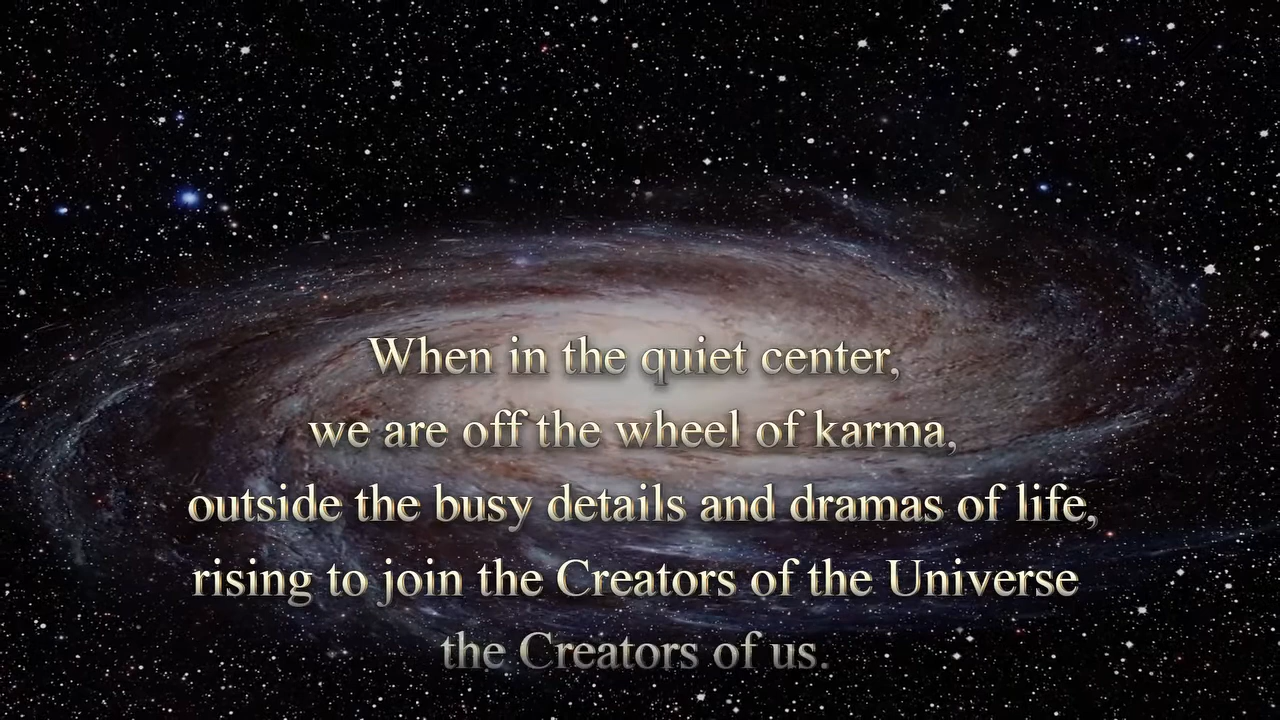 When in the quiet center,
we are off the wheel of karma,
outside the busy details and dramas of life,
rising to join the Creators of the Universe
the Creators of us.